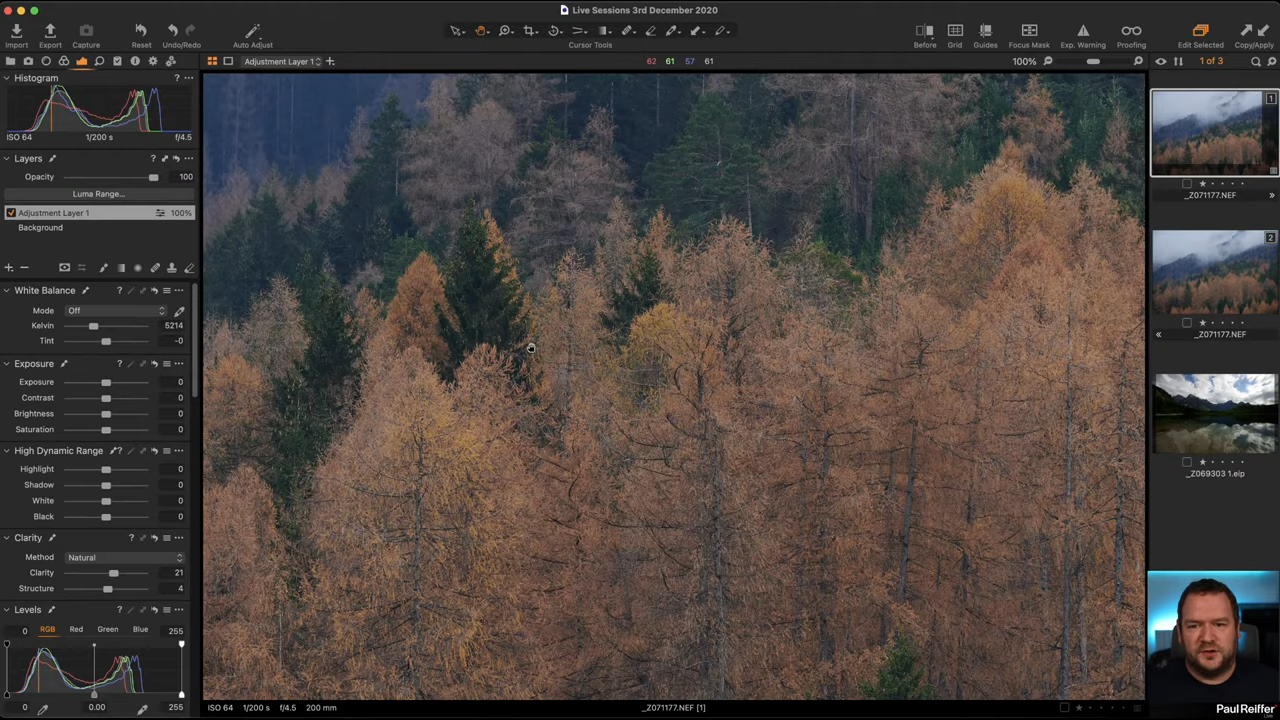 Live Sessions 3rd December 2020
Import Export Capture Reset Undo/Redo Auto Adjust Cursor Tools Before Grid Guides Focus Mask Exp. Warning Proofing Edit Selected Copy/Apply
Adjustment Layer 1 62 61 57 61 100% 1 of 3
Histogram ? ...
ISO 64 1/200 s f/4.5
Layers ?
Opacity 100
Luma Range...
Adjustment Layer 1 100%
Background
White Balance ? ...
Mode Off
Kelvin 5214
Tint -0
Exposure ? ...
Exposure 0
Contrast 0
Brightness 0
Saturation 0
High Dynamic Range ? ...
Highlight 0
Shadow 0
White 0
Black 0
Clarity ? ...
Method Natural
Clarity 21
Structure 4
Levels ? ...
0 RGB Red Green Blue 255
0 0.00 255
ISO 64 1/200 s f/4.5 200 mm _Z071177.NEF [1]
1
_Z071177.NEF
2
_Z071177.NEF
_Z069303 1.eip
Paul Reiffer
Live